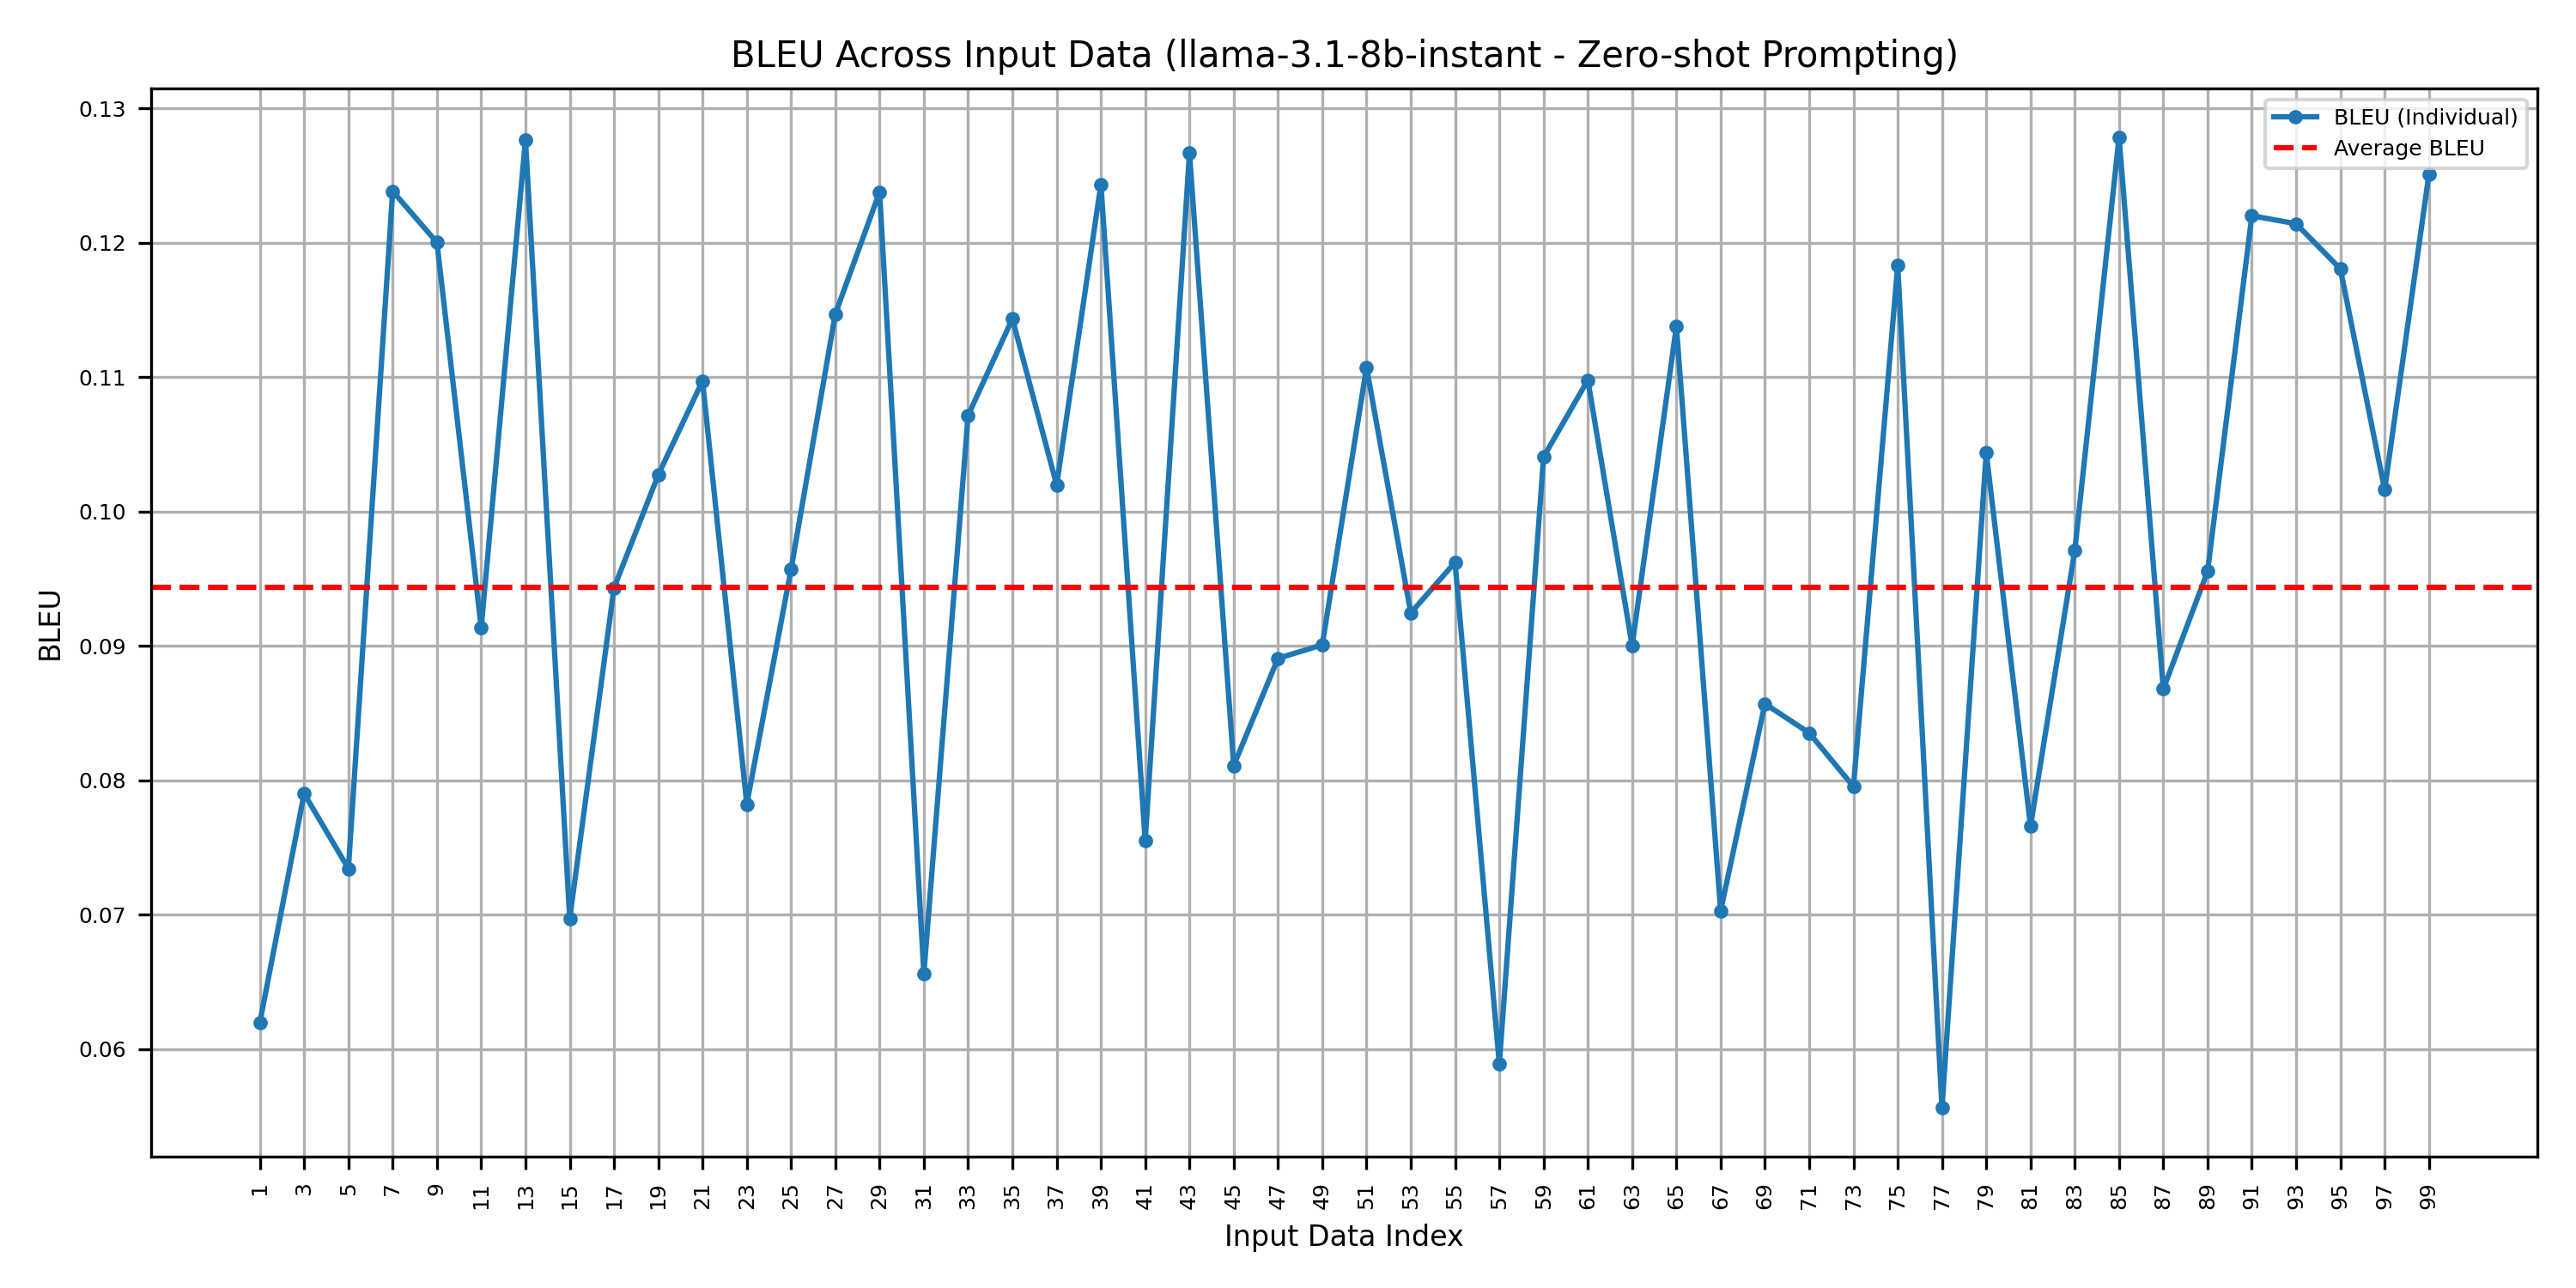 BLEU Across Input Data (llama-3.1-8b-instant - Zero-shot Prompting)
BLEU (Individual)
Average BLEU
0.13
0.12
0.11
0.10
0.09
0.08
0.07
0.06
BLEU
1 3 5 7 9 11 13 15 17 19 21 23 25 27 29 31 33 35 37 39 41 43 45 47 49 51 53 55 57 59 61 63 65 67 69 71 73 75 77 79 81 83 85 87 89 91 93 95 97 99
Input Data Index